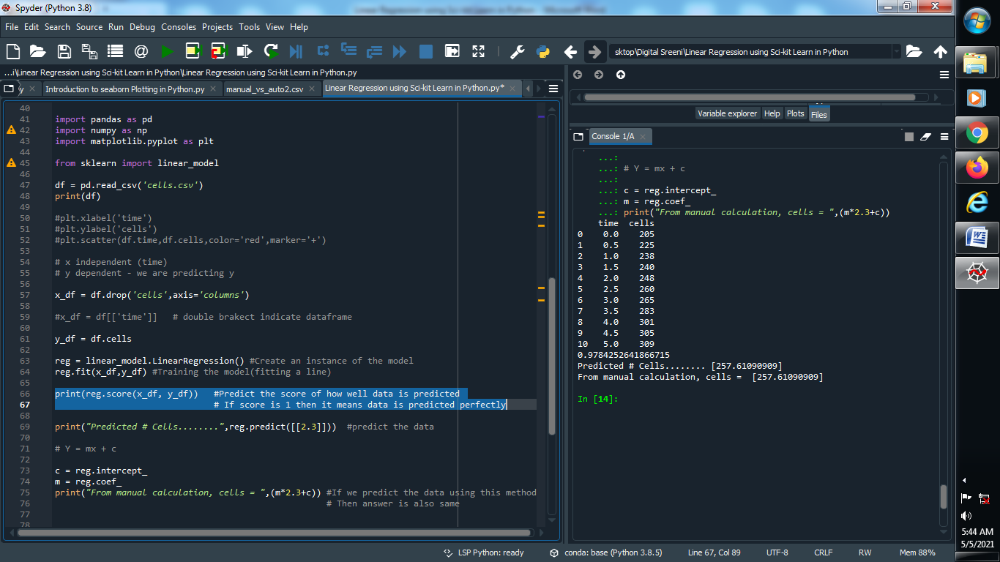 Spyder (Python 3.8)
File Edit Search Source Run Debug Consoles Projects Tools View Help
sktop\Digital Sreeni\Linear Regression using Sci-kit Learn in Python
...i\Linear Regression using Sci-kit Learn in Python\Linear Regression using Sci-kit Learn in Python.py
y Introduction to seaborn Plotting in Python.py manual_vs_auto2.csv Linear Regression using Sci-kit Learn in Python.py*
40
41 import pandas as pd
42 import numpy as np
43 import matplotlib.pyplot as plt
44
45 from sklearn import linear_model
46
47 df = pd.read_csv('cells.csv')
48 print(df)
49
50 #plt.xlabel('time')
51 #plt.ylabel('cells')
52 #plt.scatter(df.time,df.cells,color='red',marker='+')
53
54 # x independent (time)
55 # y dependent - we are predicting y
56
57 x_df = df.drop('cells',axis='columns')
58
59 #x_df = df[['time']]   # double brakect indicate dataframe
60
61 y_df = df.cells
62
63 reg = linear_model.LinearRegression() #Create an instance of the model
64 reg.fit(x_df,y_df) #Training the model(fitting a line)
65
66 print(reg.score(x_df, y_df))   #Predict the score of how well data is predicted
67 # If score is 1 then it means data is predicted perfectly
68
69 print("Predicted # Cells........",reg.predict([[2.3]]))  #predict the data
70
71 # Y = mx + c
72
73 c = reg.intercept_
74 m = reg.coef_
75 print("From manual calculation, cells = ",(m*2.3+c)) #If we predict the data using this method
76 # Then answer is also same
77
78
Variable explorer Help Plots Files
Console 1/A
...:
...: # Y = mx + c
...:
...: c = reg.intercept_
...: m = reg.coef_
...: print("From manual calculation, cells = ",(m*2.3+c))
time  cells
0    0.0    205
1    0.5    225
2    1.0    238
3    1.5    240
4    2.0    248
5    2.5    260
6    3.0    265
7    3.5    283
8    4.0    301
9    4.5    305
10   5.0    309
0.9784252641866715
Predicted # Cells........ [257.61090909]
From manual calculation, cells =  [257.61090909]
In [14]:
LSP Python: ready conda: base (Python 3.8.5) Line 67, Col 89 UTF-8 CRLF RW Mem 88%
5:44 AM
5/5/2021